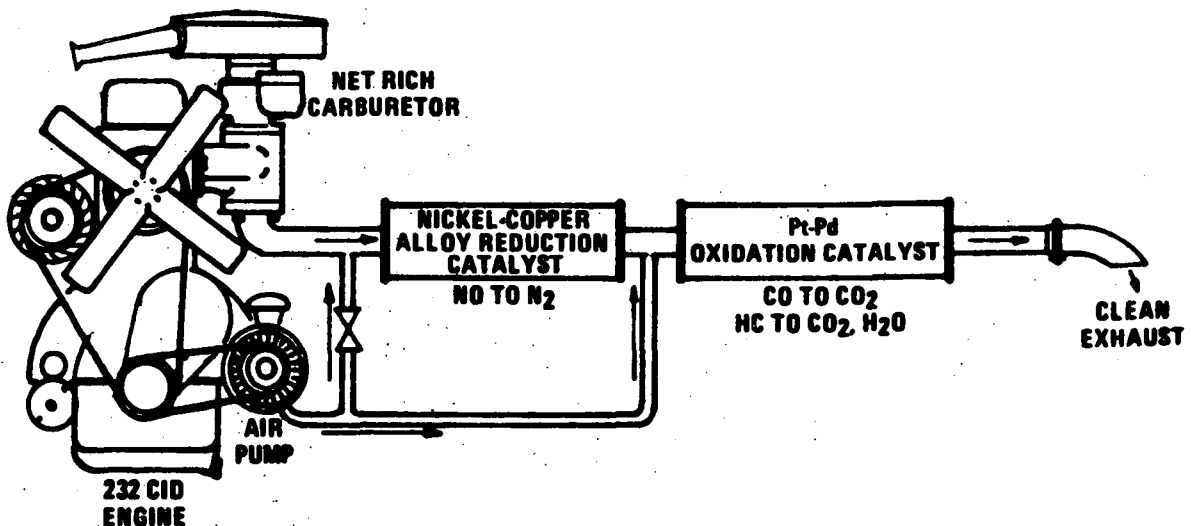 NET RICH
CARBURETOR
NICKEL-COPPER
ALLOY REDUCTION
CATALYST
NO TO N₂
Pt-Pd
OXIDATION CATALYST
CO TO CO₂
HC TO CO₂, H₂O
CLEAN
EXHAUST
AIR
PUMP
232 CID
ENGINE